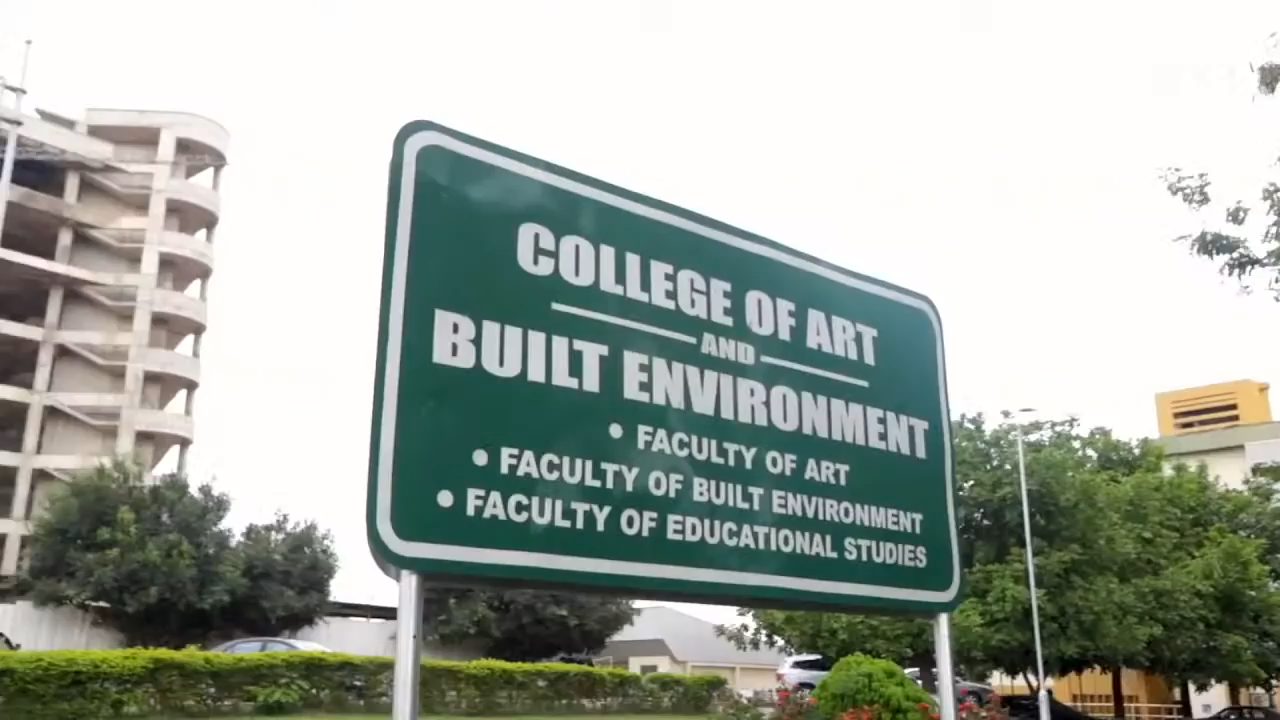 COLLEGE OF ART
AND
BUILT ENVIRONMENT
• FACULTY OF ART
• FACULTY OF BUILT ENVIRONMENT
• FACULTY OF EDUCATIONAL STUDIES